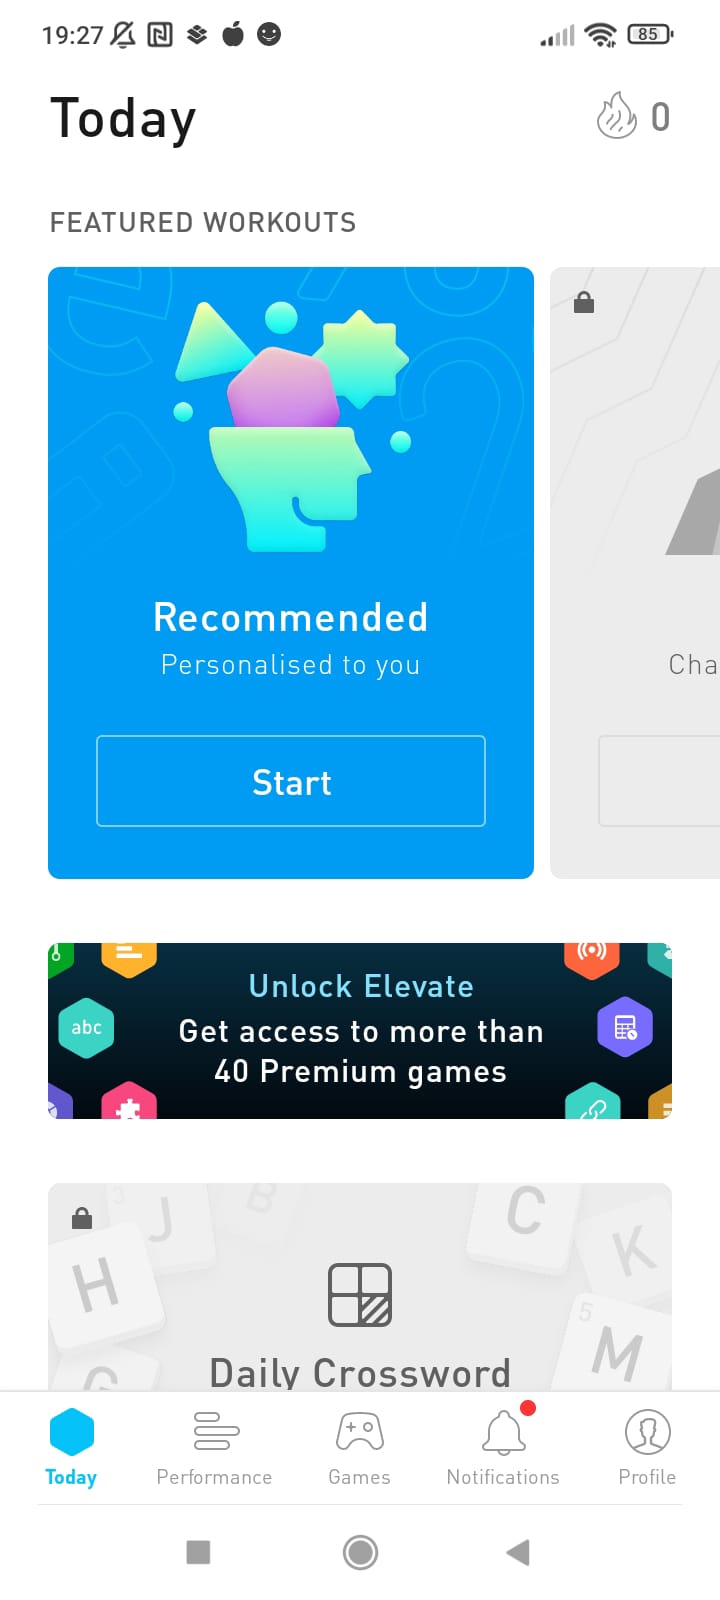 19:27
85
Today
0
FEATURED WORKOUTS
Recommended
Personalised to you
Start
Cha
Unlock Elevate
Get access to more than
40 Premium games
abc
J
B
C
K
H
5
M
G
Daily Crossword
Today
Performance
Games
Notifications
Profile